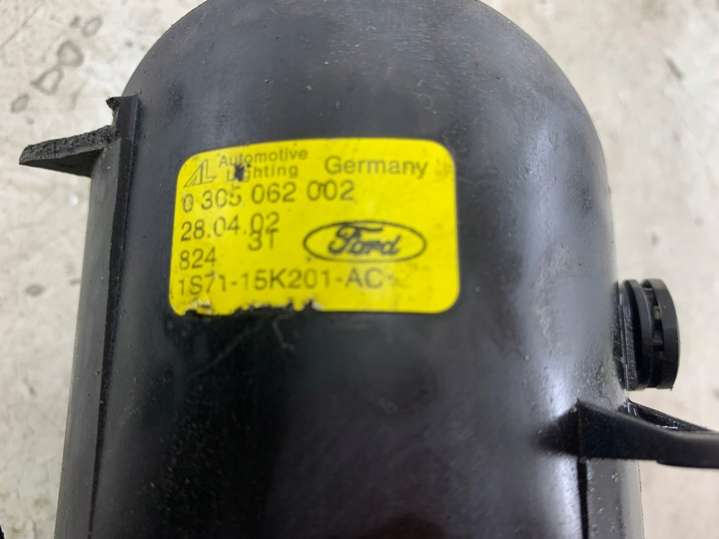 AL Automotive Lighting Germany
0 305 062 002
28.04.02
31
824
Ford
1S71-15K201-AC